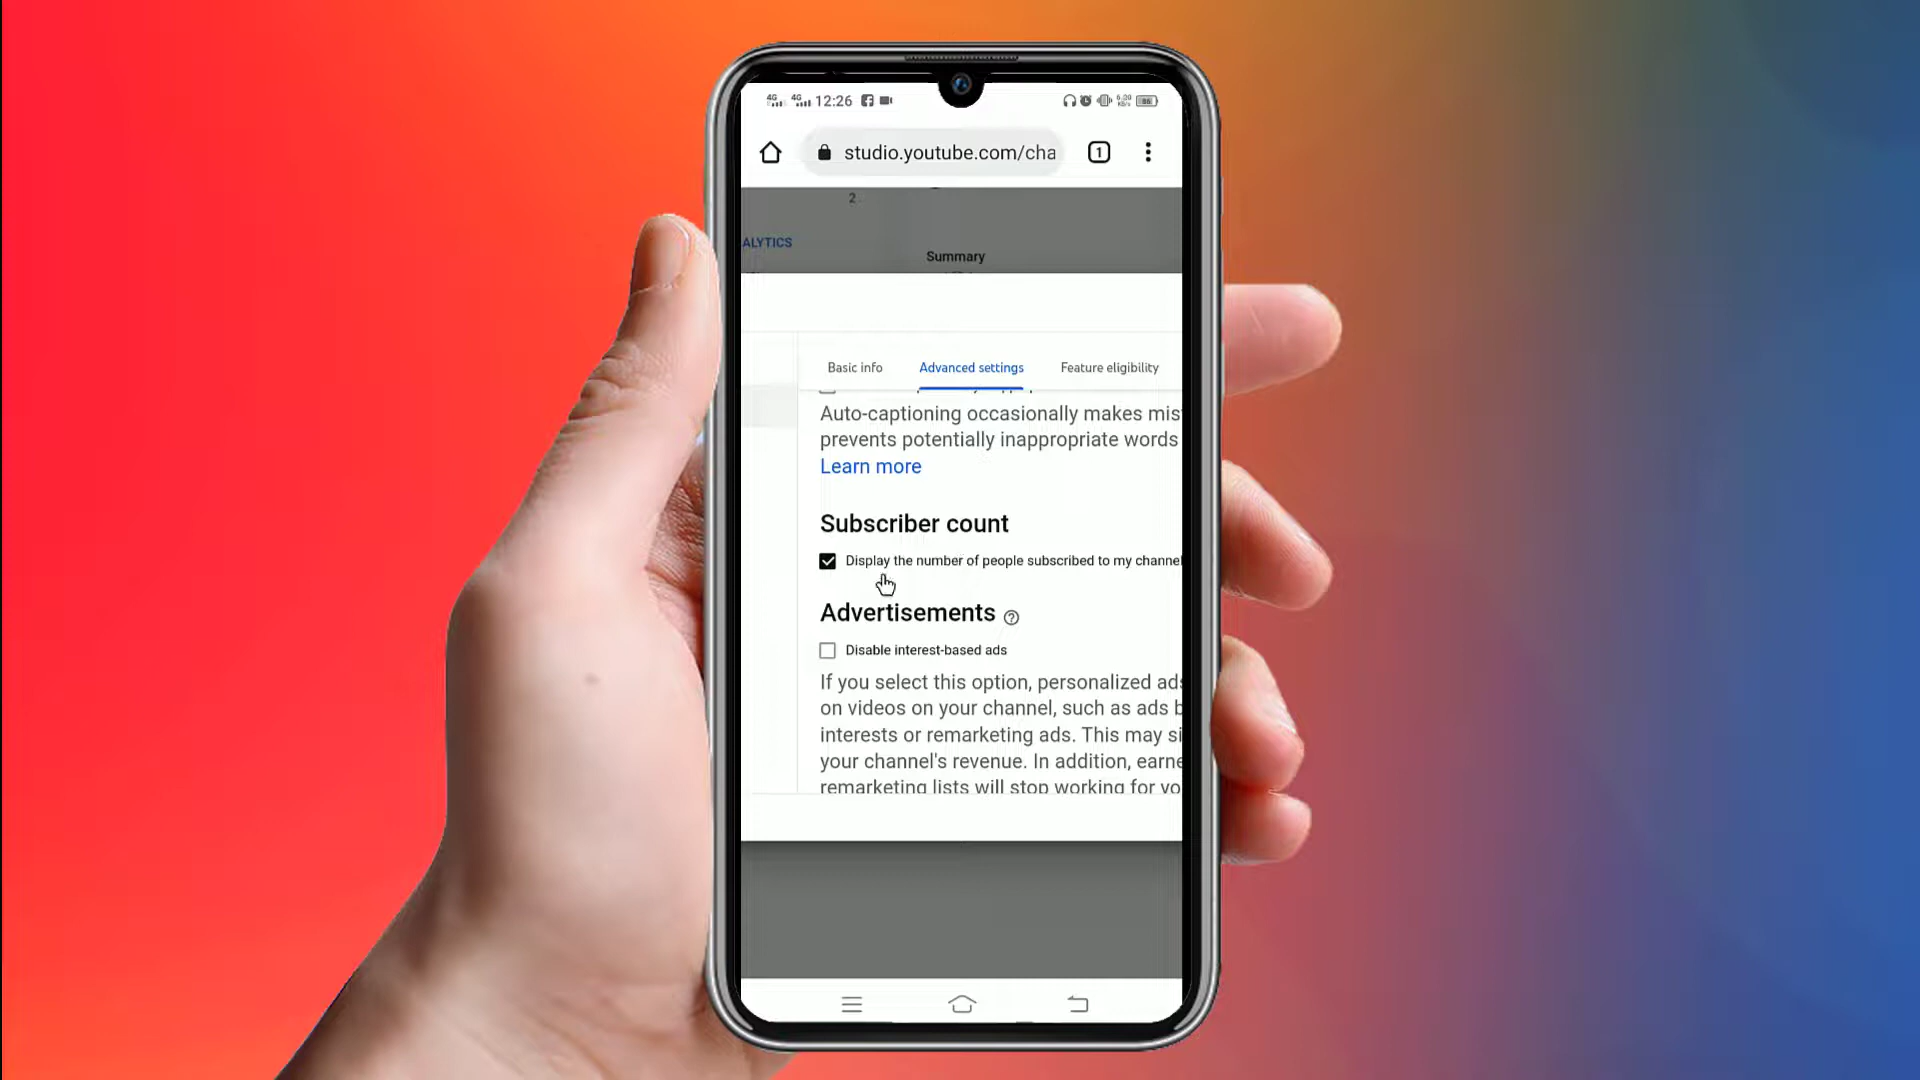 4G 4G 12:26
studio.youtube.com/cha
1
2
ALYTICS
Summary
Basic info Advanced settings Feature eligibility
Auto-captioning occasionally makes mis
prevents potentially inappropriate words
Learn more
Subscriber count
Display the number of people subscribed to my channel
Advertisements
Disable interest-based ads
If you select this option, personalized ads
on videos on your channel, such as ads b
interests or remarketing ads. This may si
your channel's revenue. In addition, earne
remarketing lists will stop working for yo